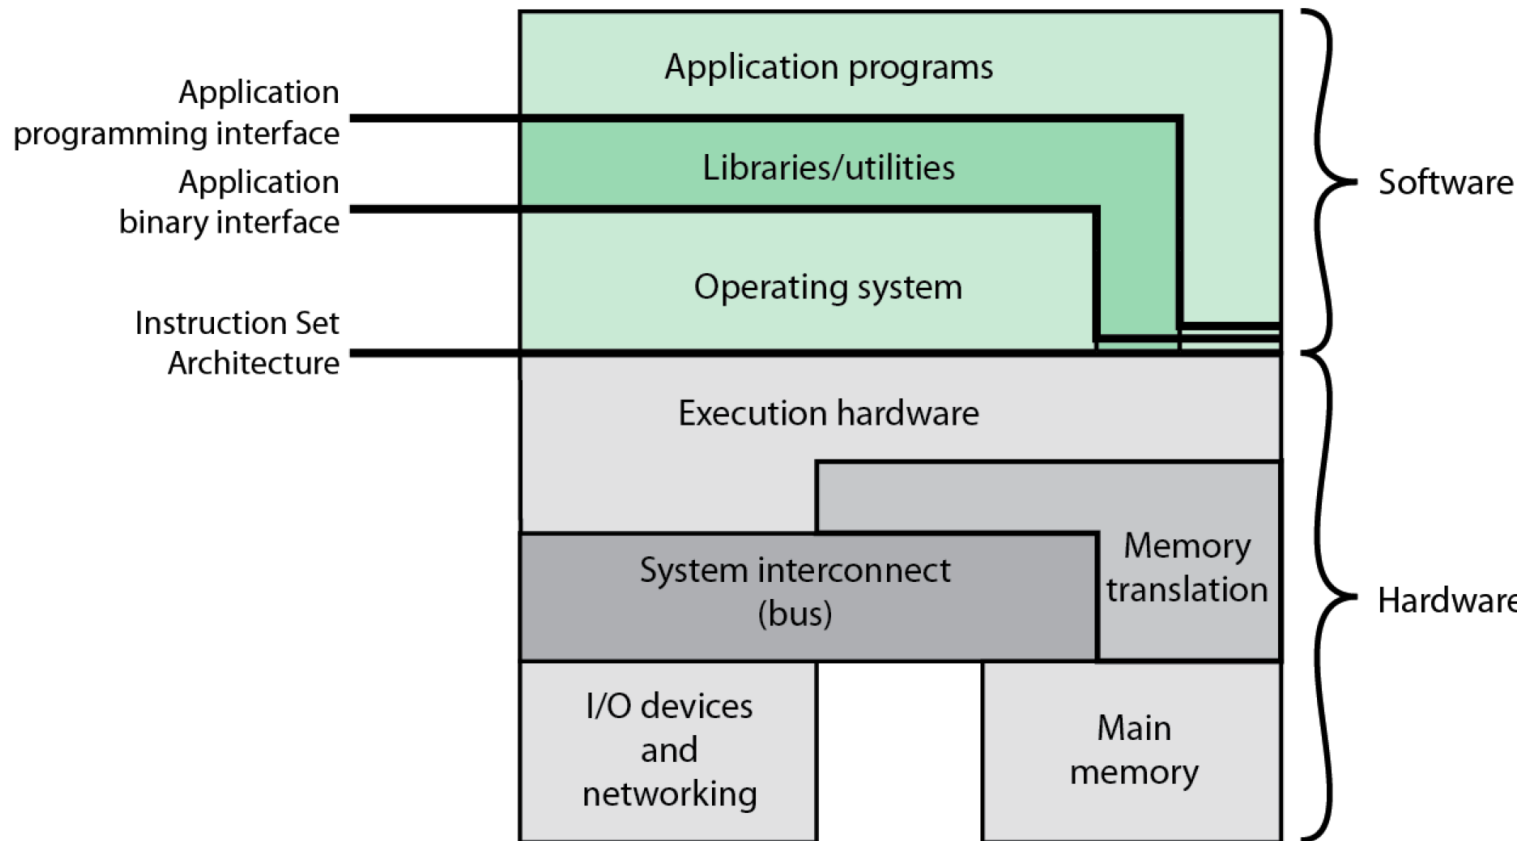 Application programs
Application
programming interface
Libraries/utilities
Application
binary interface
Software
Operating system
Instruction Set
Architecture
Execution hardware
System interconnect
(bus)
Memory
translation
Hardware
I/O devices
and
networking
Main
memory